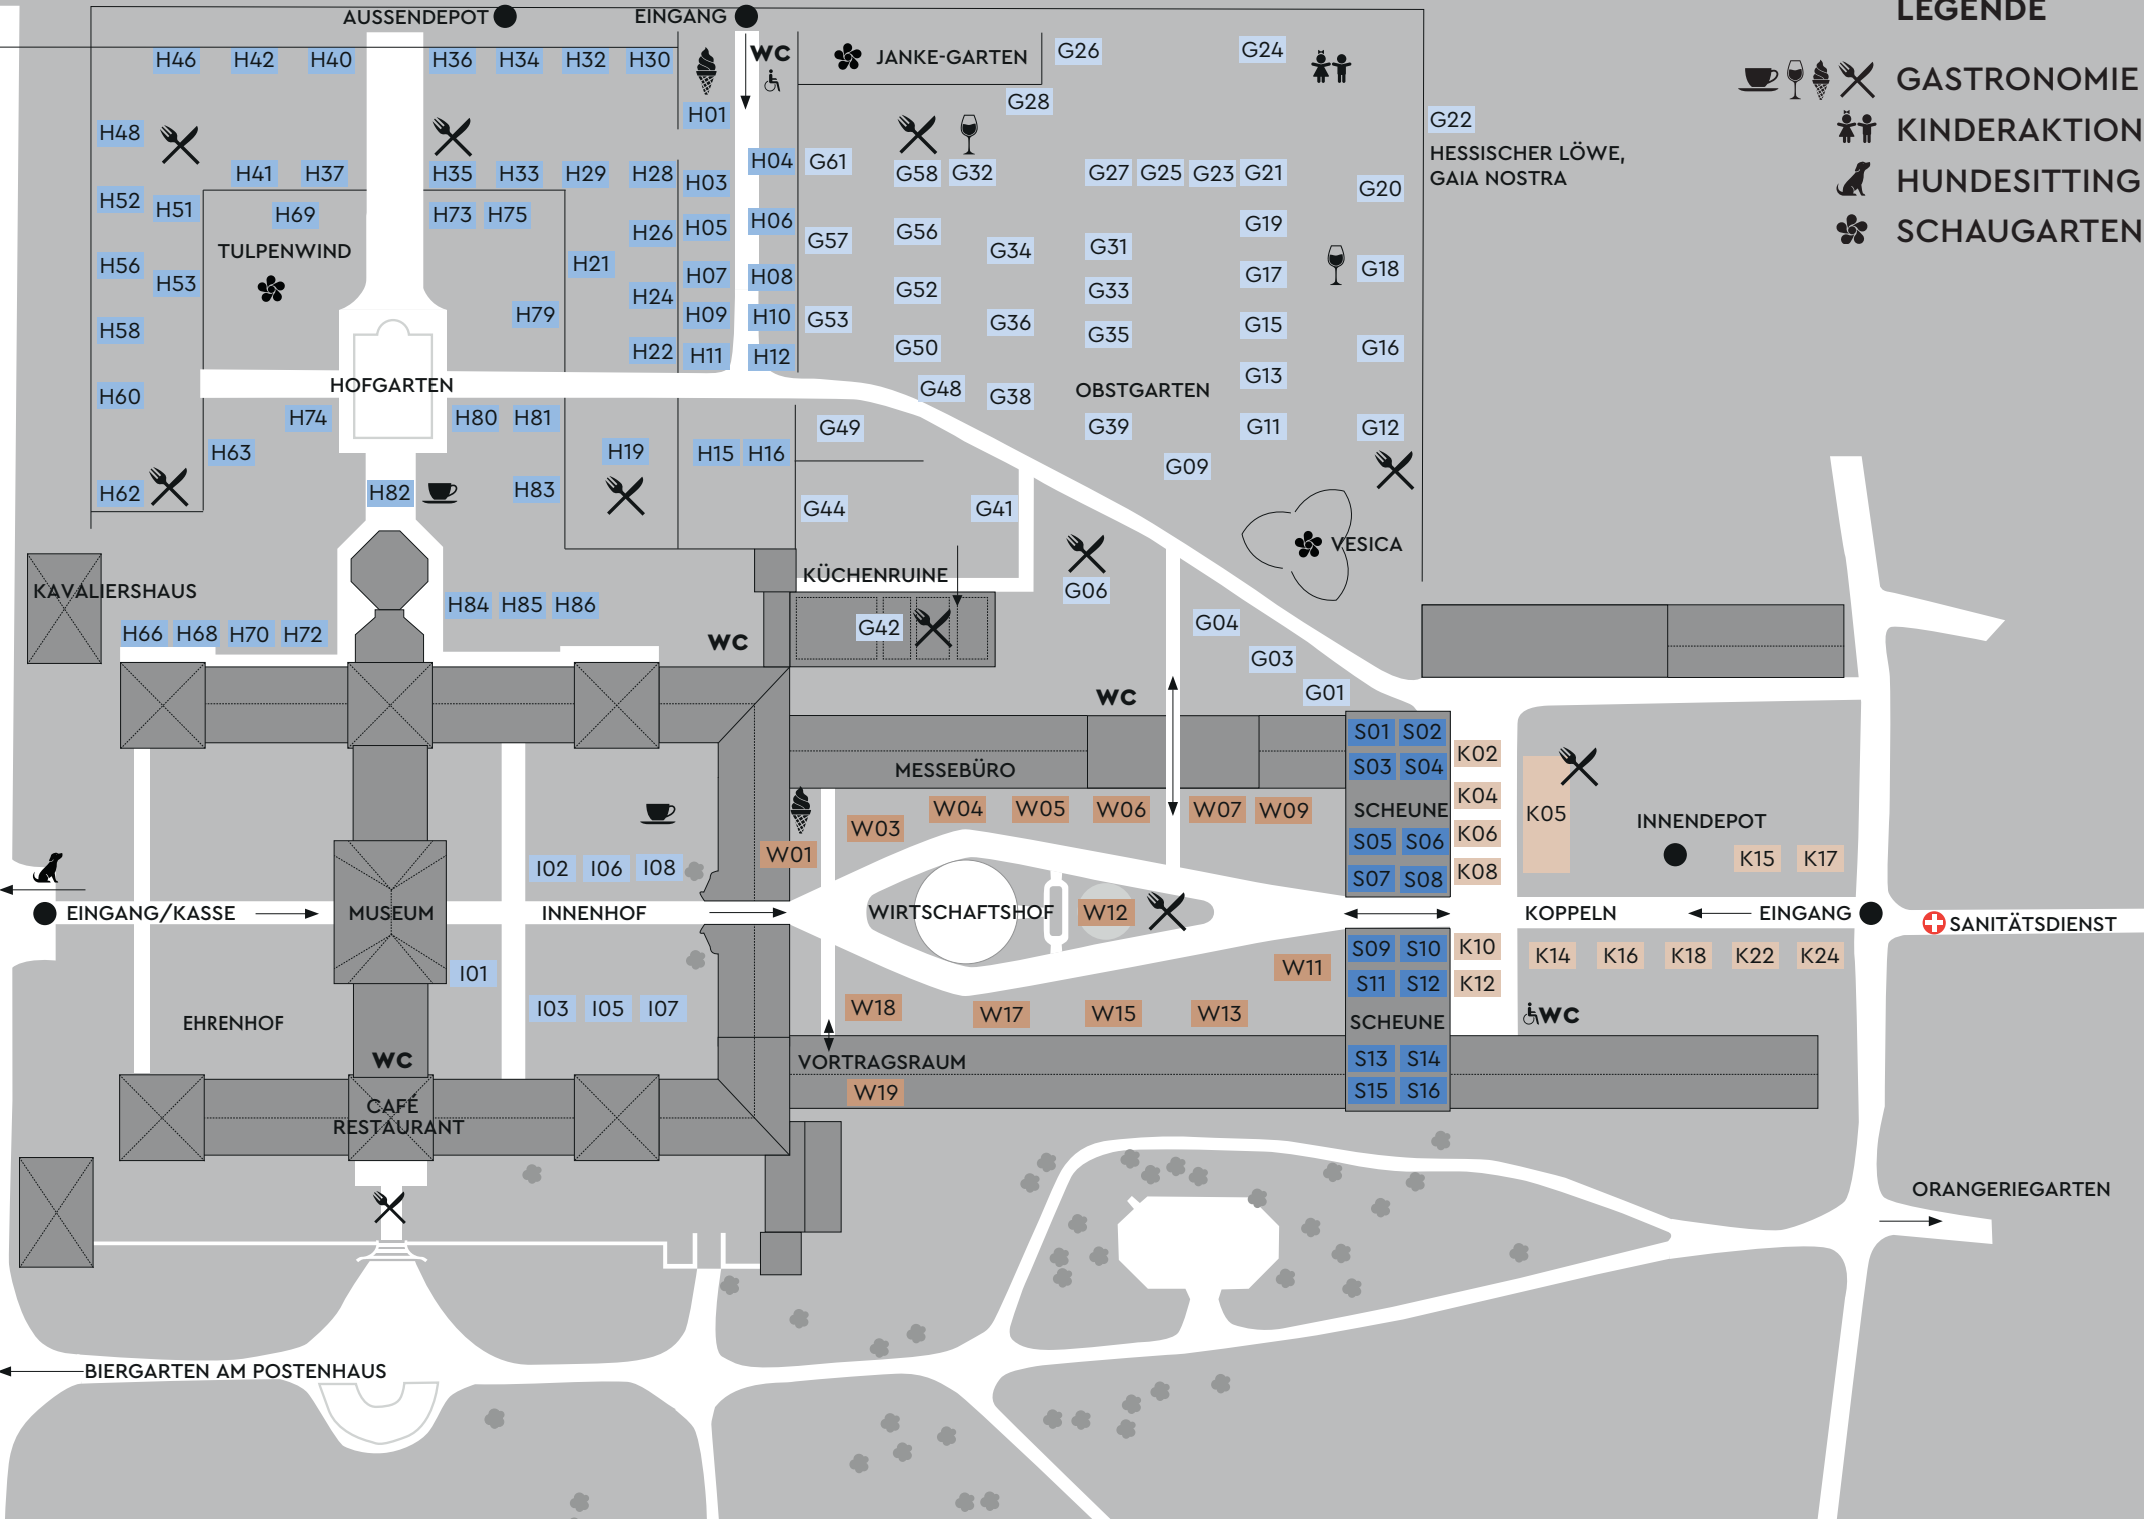 LEGENDE
GASTRONOMIE
KINDERAKTION
HUNDESITTING
SCHAUGARTEN
AUSSENDEPOT
EINGANG
WC
JANKE-GARTEN
H46 H42 H40 H36 H34 H32 H30
G26 G24
G28
H01
G22
HESSISCHER LÖWE,
GAIA NOSTRA
H48
H41 H37 H35 H33 H29 H28 H03 H04 G61 G58 G32 G27 G25 G23 G21 G20
H52 H51 H69 H73 H75 H26 H05 H06 G57 G56 G34 G31 G19
TULPENWIND
H56 H53 H21 H24 H07 H08 G52 G33 G17 G18
H58 H79 H22 H09 H10 G53 G36 G35 G15
H11 H12 G50 G16
HOFGARTEN
OBSTGARTEN
H60 G48 G38 G13
H74 H80 H81 G49 G39 G11 G12
H63 H19 H15 H16 G09
H62 H82 H83 G44 G41
VESICA
KÜCHENRUINE
KAVALIERSHAUS
G06
H84 H85 H86
H66 H68 H70 H72
WC
G42 G04
G03
WC
G01
S01 S02
S03 S04
K02
MESSEBÜRO
W04 W05 W06 W07 W09
SCHEUNE
K04
K05
INNENDEPOT
W03
S05 S06
K06
W01
I02 I06 I08
S07 S08
K08
K15 K17
EINGANG/KASSE
MUSEUM
INNENHOF
WIRTSCHAFTSHOF
W12
KOPPELN
EINGANG
SANITÄTSDIENST
I01
W11
S09 S10
K10
K14 K16 K18 K22 K24
S11 S12
K12
I03 I05 I07
W18 W17 W15 W13
EHRENHOF
SCHEUNE
WC
WC
VORTRAGSRAUM
S13 S14
W19
S15 S16
CAFÉ
RESTAURANT
ORANGERIEGARTEN
BIERGARTEN AM POSTENHAUS